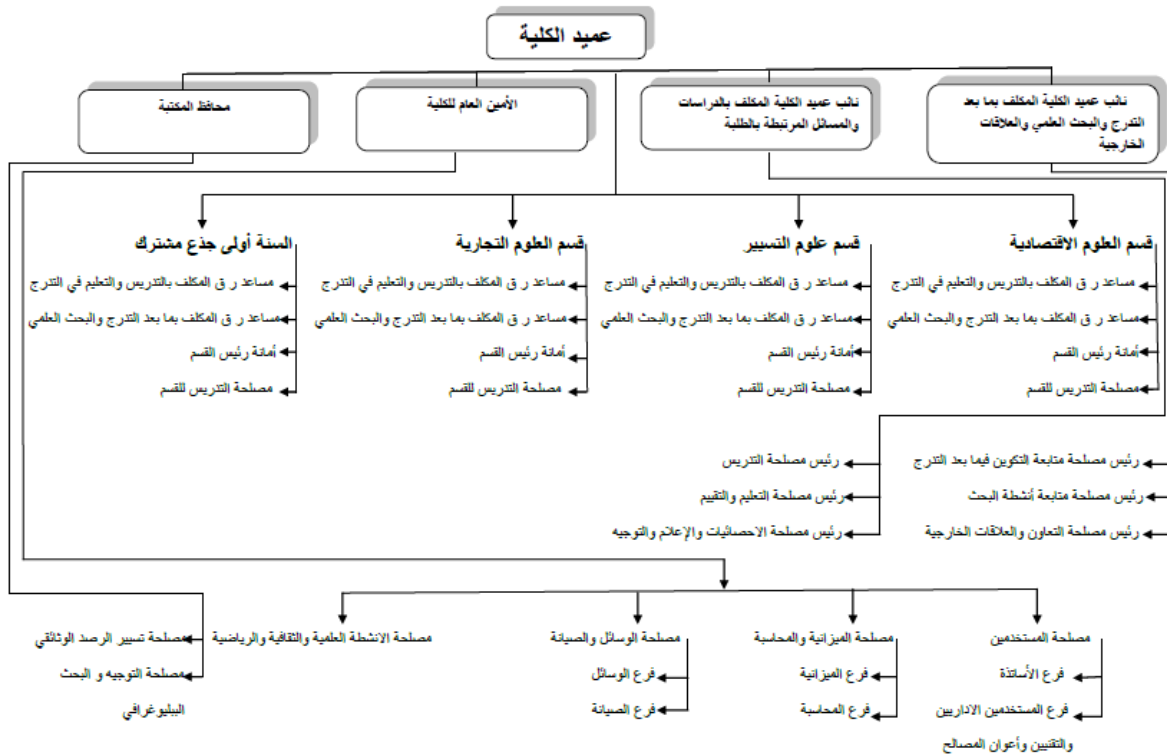 عميد الكلية
نائب عميد الكلية المكلف بما بعد
التدرج والبحث العلمي والعلاقات
الخارجية
نائب عميد الكلية المكلف بالدراسات
والمسائل المرتبطة بالطلبة
الأمين العام للكلية
محافظ المكتبة
قسم العلوم الاقتصادية
مساعد ر ق المكلف بالتدريس والتعليم في التدرج
مساعد ر ق المكلف بما بعد التدرج والبحث العلمي
أمانة رئيس القسم
مصلحة التدريس للقسم
قسم علوم التسيير
مساعد ر ق المكلف بالتدريس والتعليم في التدرج
مساعد ر ق المكلف بما بعد التدرج والبحث العلمي
أمانة رئيس القسم
مصلحة التدريس للقسم
قسم العلوم التجارية
مساعد ر ق المكلف بالتدريس والتعليم في التدرج
مساعد ر ق المكلف بما بعد التدرج والبحث العلمي
أمانة رئيس القسم
مصلحة التدريس للقسم
السنة أولى جذع مشترك
مساعد ر ق المكلف بالتدريس والتعليم في التدرج
مساعد ر ق المكلف بما بعد التدرج والبحث العلمي
أمانة رئيس القسم
مصلحة التدريس للقسم
رئيس مصلحة متابعة التكوين فيما بعد التدرج
رئيس مصلحة متابعة أنشطة البحث
رئيس مصلحة التعاون والعلاقات الخارجية
رئيس مصلحة التدريس
رئيس مصلحة التعليم والتقييم
رئيس مصلحة الاحصائيات والإعلام والتوجيه
مصلحة المستخدمين
فرع الأساتذة
فرع المستخدمين الاداريين
والتقنيين وأعوان المصالح
مصلحة الميزانية والمحاسبة
فرع الميزانية
فرع المحاسبة
مصلحة الوسائل والصيانة
فرع الوسائل
فرع الصيانة
مصلحة الانشطة العلمية والثقافية والرياضية
مصلحة تسيير الرصد الوثائقي
مصلحة التوجيه و البحث
الببليوغرافي